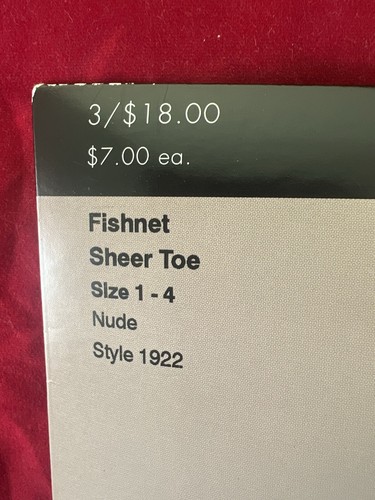 3/$18.00
$7.00 ea.
Fishnet
Sheer Toe
Size 1 - 4
Nude
Style 1922